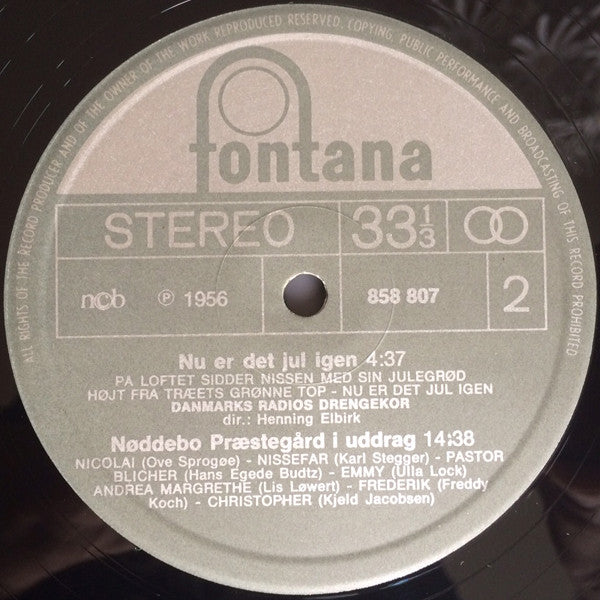 ALL RIGHTS OF THE RECORD PRODUCER AND OF THE OWNER OF THE WORK REPRODUCED RESERVED. COPYING, PUBLIC PERFORMANCE AND BROADCASTING OF THIS RECORD PROHIBITED
fontana
STEREO 33 1/3
ncb ℗ 1956 858 807 2
Nu er det jul igen 4:37
PÅ LOFTET SIDDER NISSEN MED SIN JULEGRØD
HØJT FRA TRÆETS GRØNNE TOP - NU ER DET JUL IGEN
DANMARKS RADIOS DRENGEKOR
dir.: Henning Elbirk
Nøddebo Præstegård i uddrag 14:38
NICOLAI (Ove Sprogøe) - NISSEFAR (Karl Stegger) - PASTOR
BLICHER (Hans Egede Budtz) - EMMY (Ulla Lock)
ANDREA MARGRETHE (Lis Løwert) - FREDERIK (Freddy
Koch) - CHRISTOPHER (Kjeld Jacobsen)